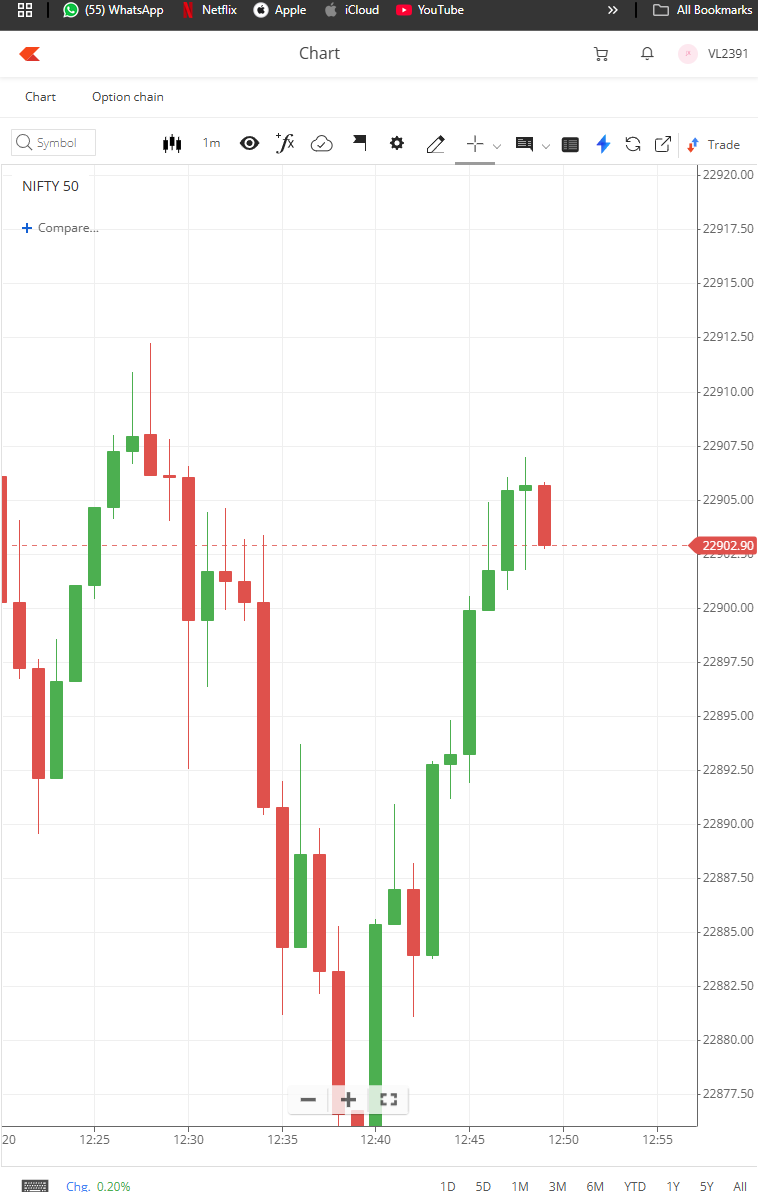 (55) WhatsApp Netflix Apple iCloud YouTube » All Bookmarks
Chart VL2391
Chart Option chain
Symbol 1m ƒx Trade
NIFTY 50
+ Compare...
22920.00
22917.50
22915.00
22912.50
22910.00
22907.50
22905.00
22902.90
22902.50
22900.00
22897.50
22895.00
22892.50
22890.00
22887.50
22885.00
22882.50
22880.00
22877.50
20 12:25 12:30 12:35 12:40 12:45 12:50 12:55
Chg. 0.20% 1D 5D 1M 3M 6M YTD 1Y 5Y All